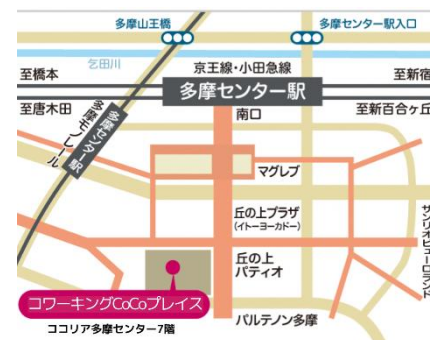 多摩山王橋
多摩センター駅入口
乞田川
京王線・小田急線
至橋本
多摩センター駅
至新宿
至唐木田
南口
至新百合ヶ丘
多摩モノレール
多摩センター駅
マグレブ
丘の上プラザ
(イトーヨーカドー)
サンリオピューロランド
丘の上
パティオ
コワーキングCoCoプレイス
ココリア多摩センター7階
パルテノン多摩